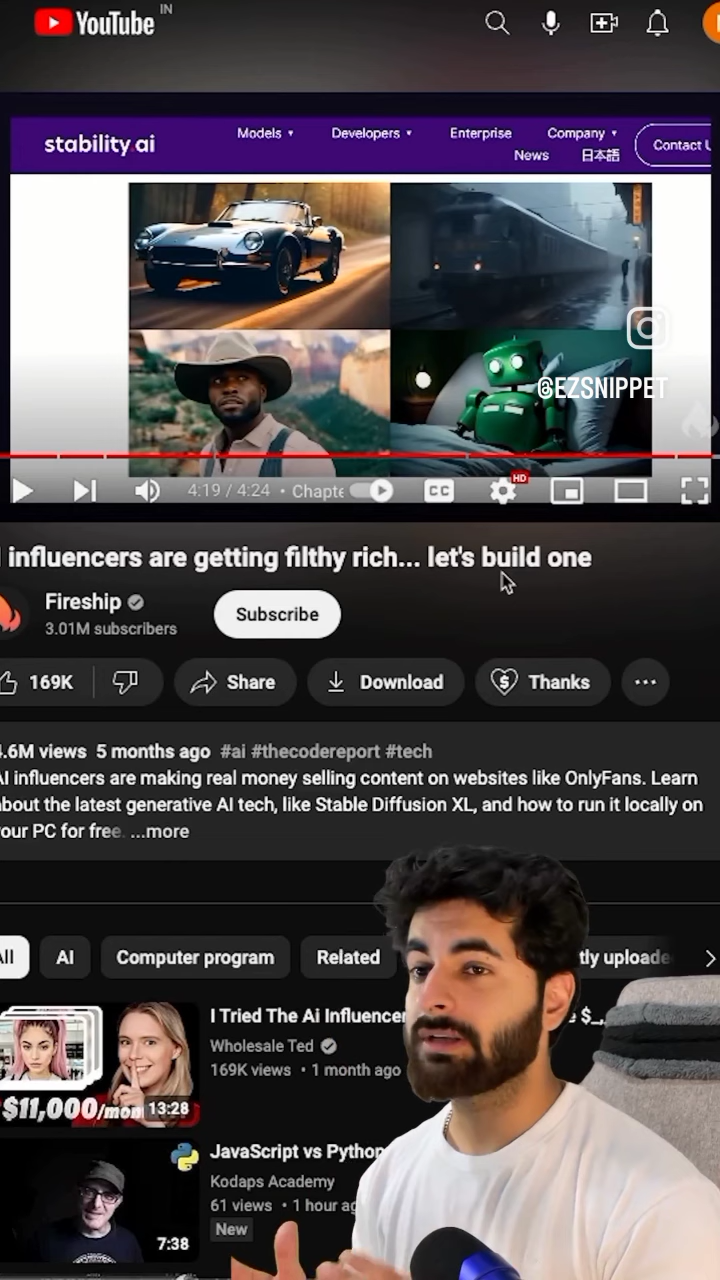 YouTube IN
stability.ai
Models
Developers
Enterprise
Company
Contact U
News
日本語
@EZSNIPPET
4:19 / 4:24 • Chapte
CC
HD
influencers are getting filthy rich... let's build one
Fireship
3.01M subscribers
Subscribe
169K
Share
Download
Thanks
.6M views 5 months ago #ai #thecodereport #tech
AI influencers are making real money selling content on websites like OnlyFans. Learn
about the latest generative AI tech, like Stable Diffusion XL, and how to run it locally on
your PC for free. ...more
All
AI
Computer program
Related
tly uploade
I Tried The Ai Influencer
$
Wholesale Ted
169K views • 1 month ago
$11,000/mon
13:28
JavaScript vs Python
Kodaps Academy
61 views • 1 hour ag
New
7:38